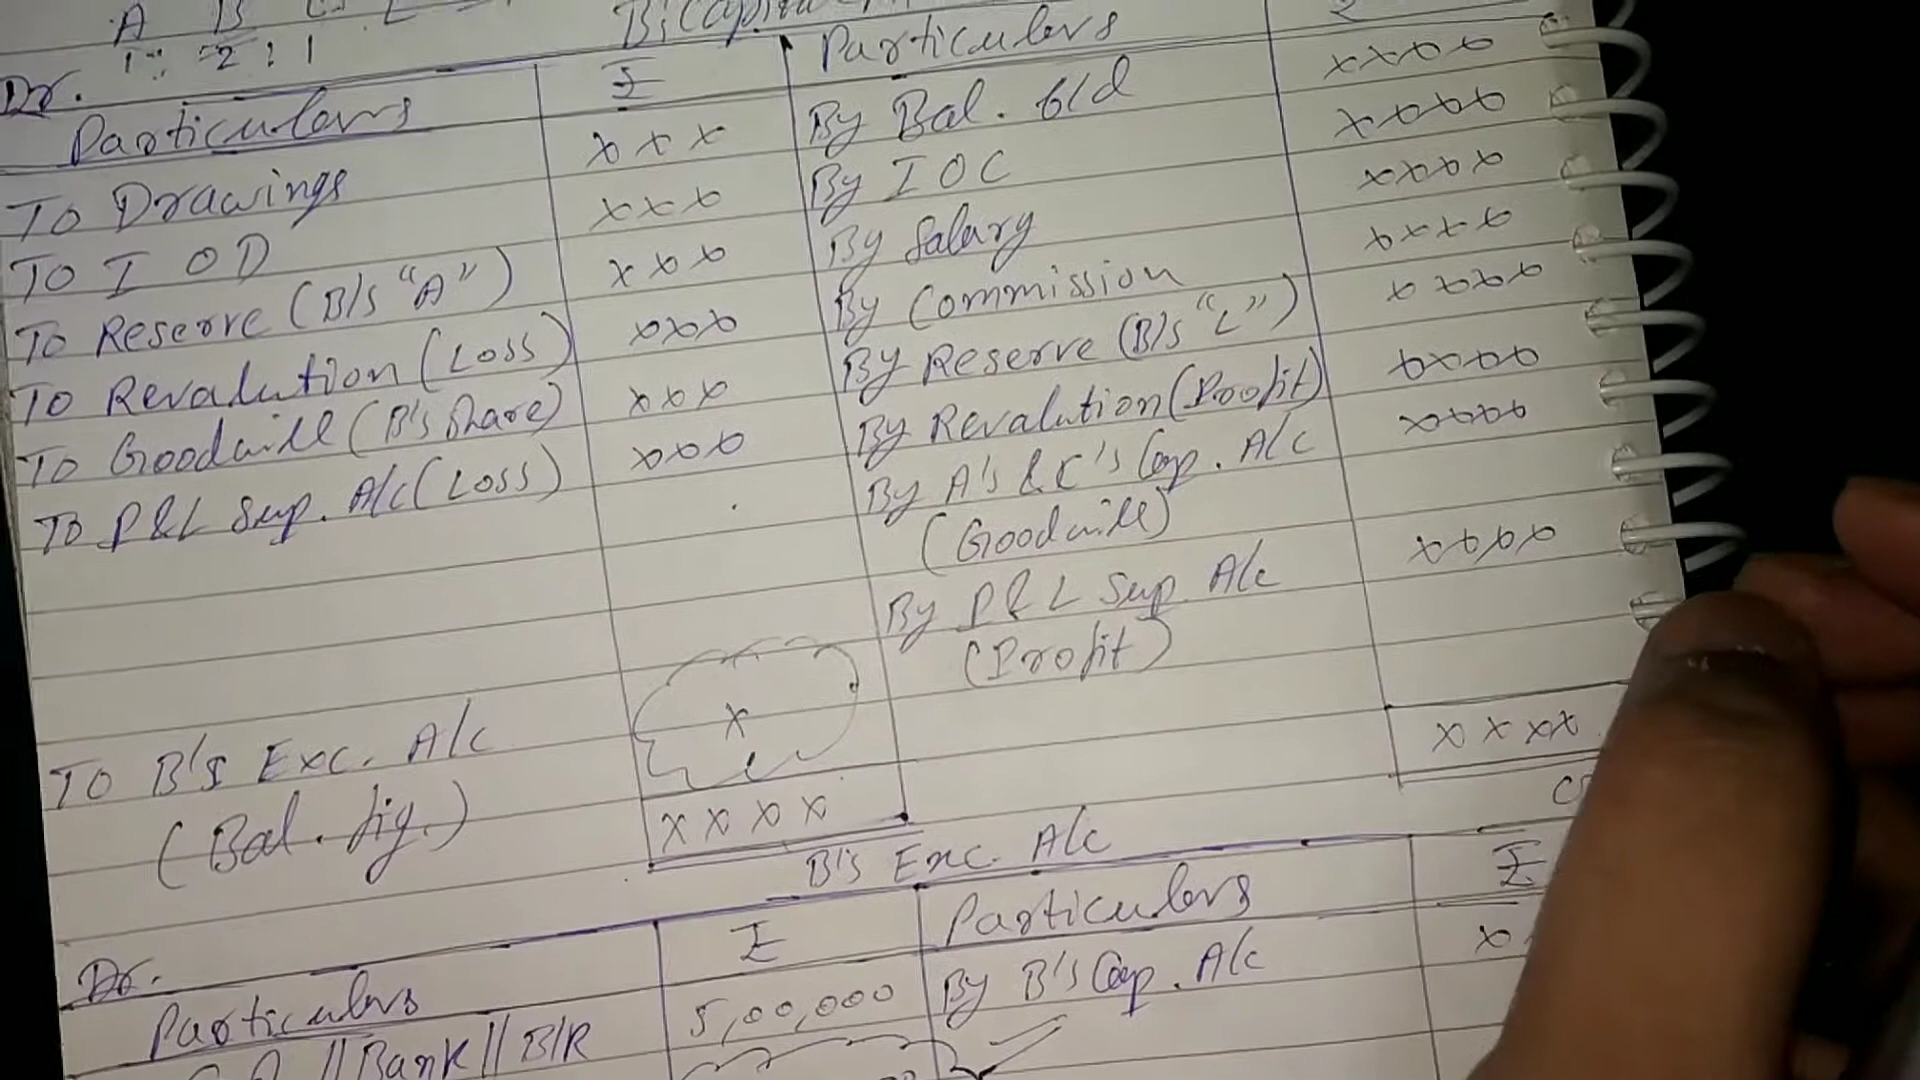 A B
1 : 2 : 1
Dr.
Particulars ₹ Particulars ₹
To Drawings xxx By Bal. b/d xxxx
To I OD xxx By IOC xxxx
To Reserve (B/s "A") xxx By Salary xxxx
To Revalution (Loss) xxx By Commission xxxx
To Goodwill (B's Share) xxx By Reserve (B/s "L") xxxx
To P&L Sup. A/c (Loss) xxx By Revalution (Profit) xxxx
By A's & C's Cap. A/c xxxx
(Goodwill)
By P&L Sup. A/c xxxx
(Profit)
To B's Exc. A/c x
(Bal. fig.)
xxxx xxxx
B's Exc. A/c
Dr.
Particulars ₹ Particulars ₹
5,00,000 By B's Cap. A/c x
Bank // B/R